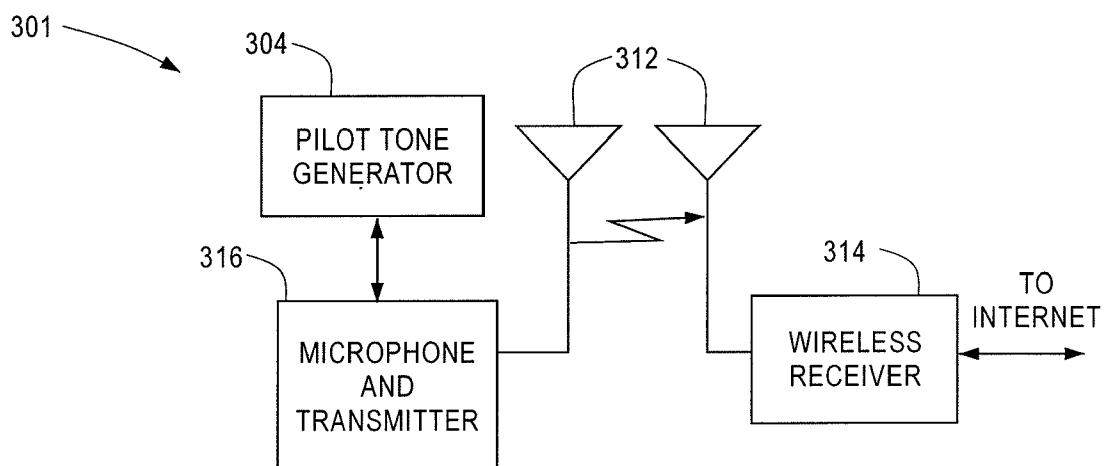 301
304
312
PILOT TONE
GENERATOR
316
314
TO
INTERNET
MICROPHONE
AND
TRANSMITTER
WIRELESS
RECEIVER